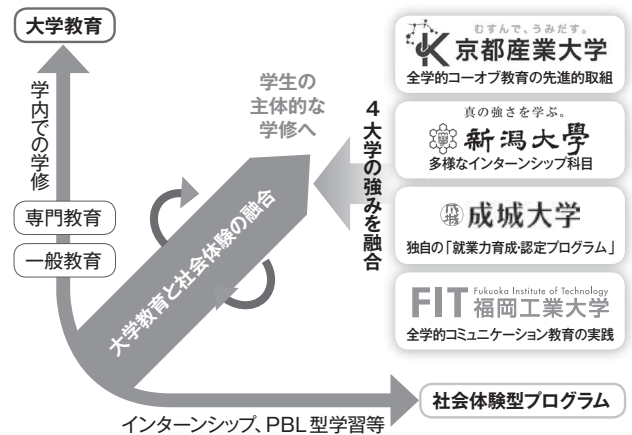 大学教育
学内での学修
専門教育
一般教育
大学教育と社会体験の融合
学生の
主体的な
学修へ
4大学の強みを融合
むすんで、うみだす。
京都産業大学
全学的コーオプ教育の先進的取組
真の強さを学ぶ。
新潟大學
多様なインターンシップ科目
成城大学
独自の「就業力育成・認定プログラム」
FIT Fukuoka Institute of Technology
福岡工業大学
全学的コミュニケーション教育の実践
社会体験型プログラム
インターンシップ、PBL型学習等